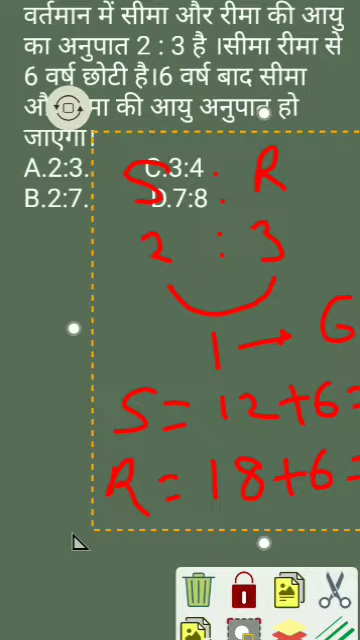 वर्तमान में सीमा और रीमा की आयु
का अनुपात 2 : 3 है ।सीमा रीमा से
6 वर्ष छोटी है।6 वर्ष बाद सीमा
की आयु अनुपात हो
जाएगा।
A.2:3. C.3:4
B.2:7. D.7:8
S : R
2 : 3
1 → G
S = 12+6=
R = 18+6=